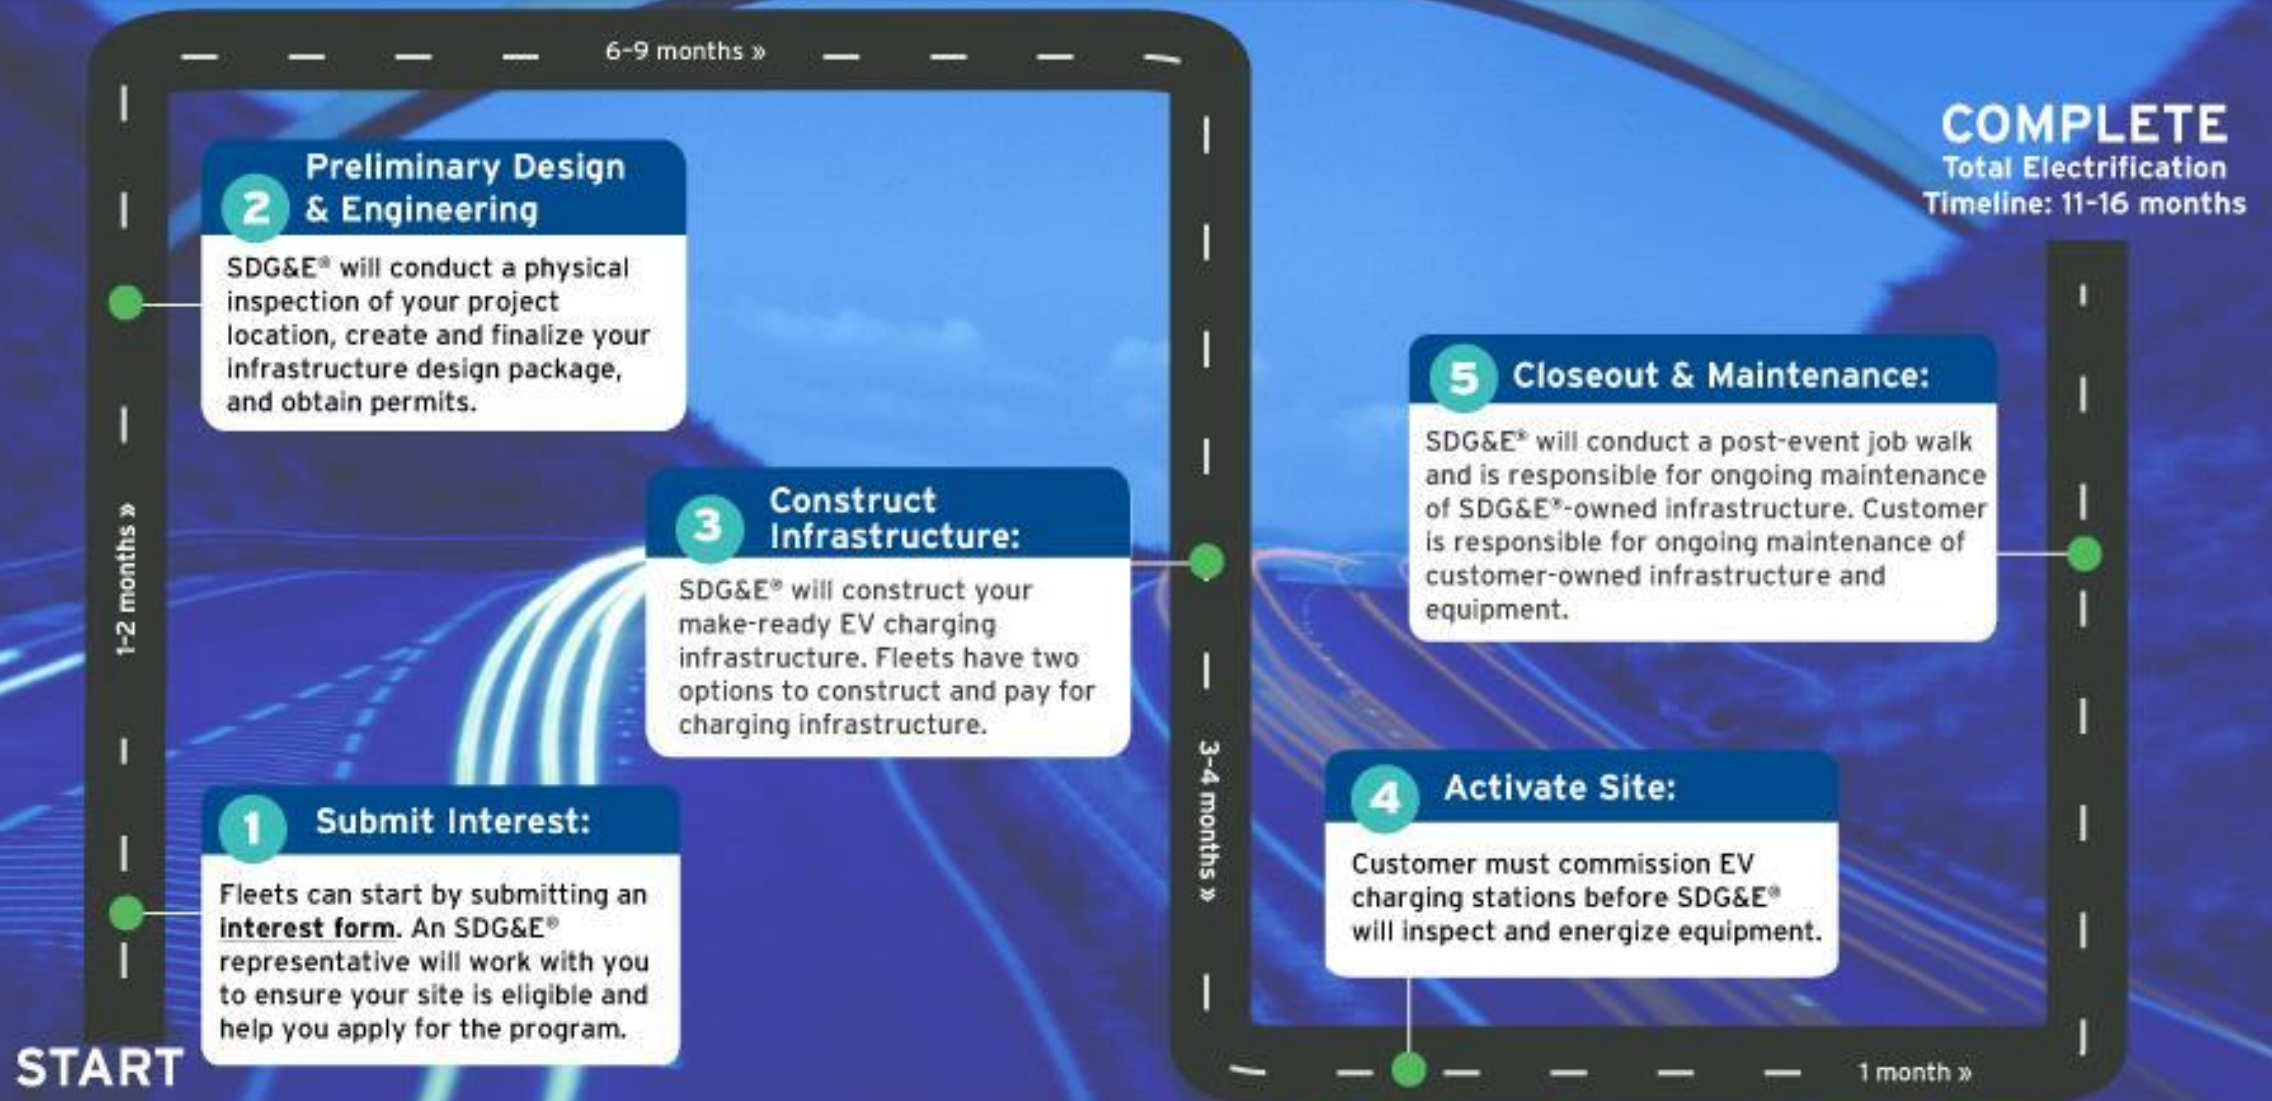 START
1
Submit Interest:
Fleets can start by submitting an
interest form. An SDG&E®
representative will work with you
to ensure your site is eligible and
help you apply for the program.
1-2 months »
2
Preliminary Design
& Engineering
SDG&E® will conduct a physical
inspection of your project
location, create and finalize your
infrastructure design package,
and obtain permits.
6-9 months »
3
Construct
Infrastructure:
SDG&E® will construct your
make-ready EV charging
infrastructure. Fleets have two
options to construct and pay for
charging infrastructure.
3-4 months »
4
Activate Site:
Customer must commission EV
charging stations before SDG&E®
will inspect and energize equipment.
1 month »
5
Closeout & Maintenance:
SDG&E® will conduct a post-event job walk
and is responsible for ongoing maintenance
of SDG&E®-owned infrastructure. Customer
is responsible for ongoing maintenance of
customer-owned infrastructure and
equipment.
COMPLETE
Total Electrification
Timeline: 11-16 months